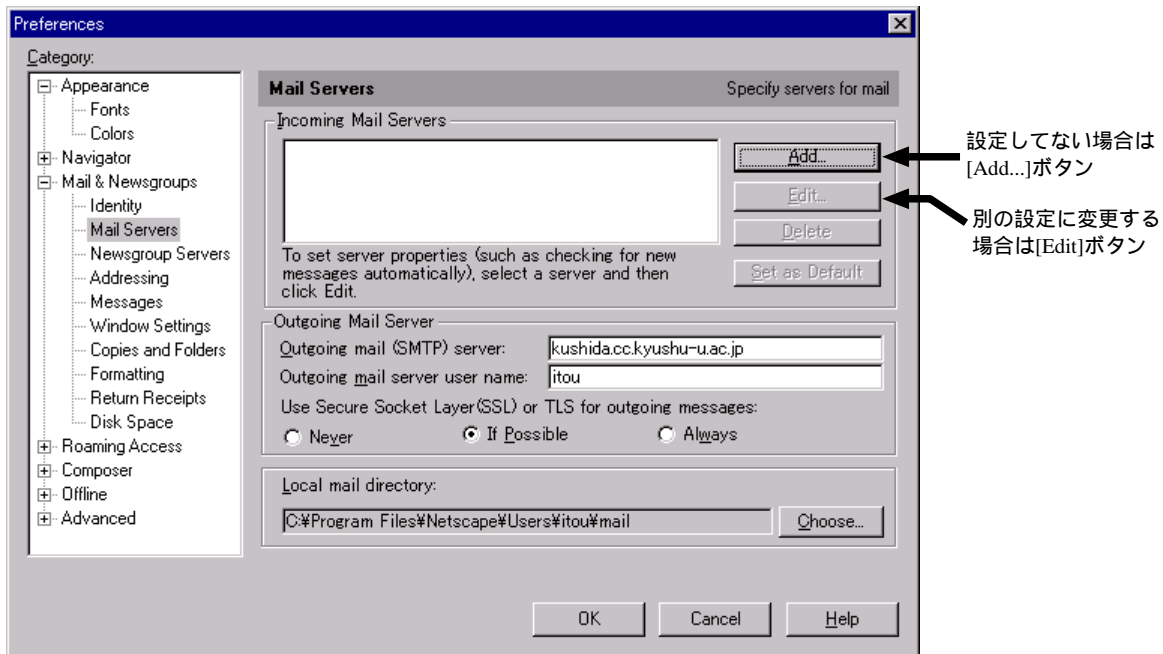 Preferences
Category:
Appearance
Fonts
Colors
Navigator
Mail & Newsgroups
Identity
Mail Servers
Newsgroup Servers
Addressing
Messages
Window Settings
Copies and Folders
Formatting
Return Receipts
Disk Space
Roaming Access
Composer
Offline
Advanced
Mail Servers
Specify servers for mail
Incoming Mail Servers
Add...
Edit...
Delete
Set as Default
To set server properties (such as checking for new
messages automatically), select a server and then
click Edit.
Outgoing Mail Server
Outgoing mail (SMTP) server:
kushida.cc.kyushu-u.ac.jp
Outgoing mail server user name:
itou
Use Secure Socket Layer(SSL) or TLS for outgoing messages:
Never
If Possible
Always
Local mail directory:
C:¥Program Files¥Netscape¥Users¥itou¥mail
Choose...
OK
Cancel
Help
設定してない場合は
[Add...]ボタン
別の設定に変更する
場合は[Edit]ボタン